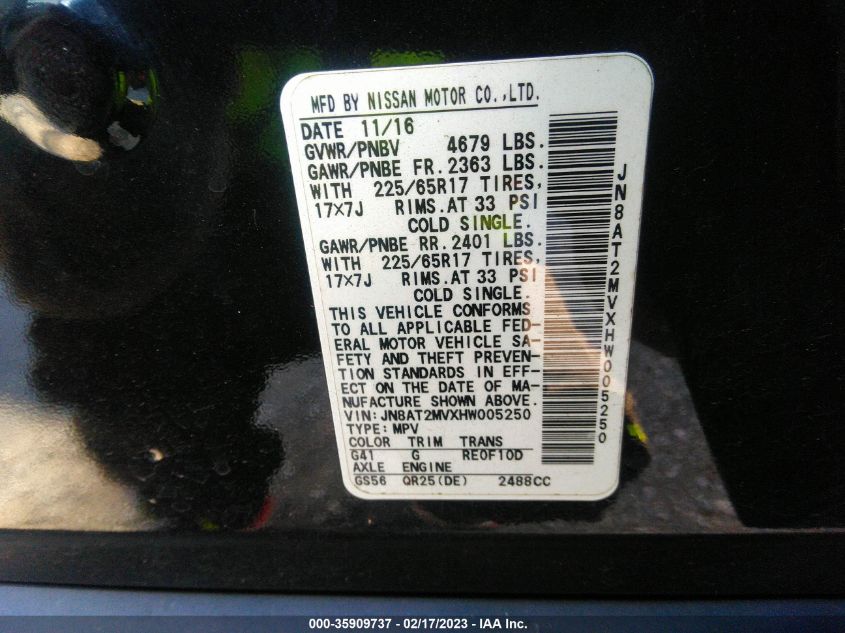 MFD BY NISSAN MOTOR CO.,LTD.
DATE 11/16
GVWR/PNBV 4679 LBS.
GAWR/PNBE FR. 2363 LBS.
WITH 225/65R17 TIRES,
17×7J RIMS.AT 33 PSI
COLD SINGLE.
GAWR/PNBE RR. 2401 LBS.
WITH 225/65R17 TIRES,
17×7J RIMS.AT 33 PSI
COLD SINGLE.
THIS VEHICLE CONFORMS
TO ALL APPLICABLE FED-
ERAL MOTOR VEHICLE SA-
FETY AND THEFT PREVEN-
TION STANDARDS IN EFF-
ECT ON THE DATE OF MA-
NUFACTURE SHOWN ABOVE.
VIN:JN8AT2MVXHW005250
TYPE:MPV
COLOR TRIM TRANS
G41 G RE0F10D
AXLE ENGINE
GS56 QR25(DE) 2488CC
JN8AT2MVXHW005250
000-35909737 - 02/17/2023 - IAA Inc.